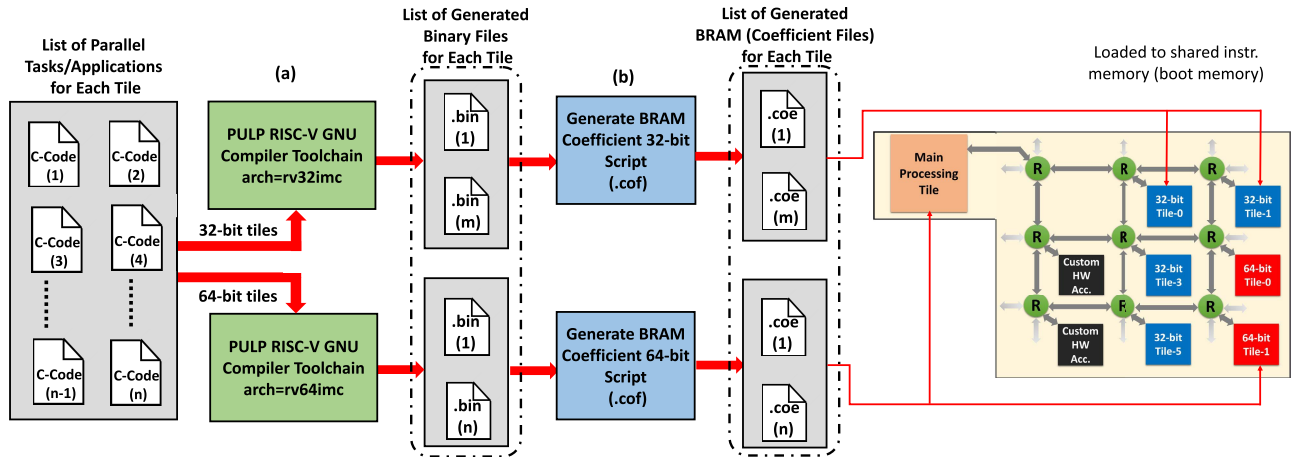 List of Parallel
Tasks/Applications
for Each Tile
C-Code
(1)
C-Code
(2)
C-Code
(3)
C-Code
(4)
C-Code
(n-1)
C-Code
(n)
32-bit tiles
64-bit tiles
(a)
PULP RISC-V GNU
Compiler Toolchain
arch=rv32imc
PULP RISC-V GNU
Compiler Toolchain
arch=rv64imc
List of Generated
Binary Files
for Each Tile
.bin
(1)
.bin
(m)
.bin
(1)
.bin
(n)
(b)
Generate BRAM
Coefficient 32-bit
Script
(.cof)
Generate BRAM
Coefficient 64-bit
Script
(.cof)
List of Generated
BRAM (Coefficient Files)
for Each Tile
.coe
(1)
.coe
(m)
.coe
(1)
.coe
(n)
Loaded to shared instr.
memory (boot memory)
Main
Processing
Tile
R
R
R
32-bit
Tile-0
32-bit
Tile-1
R
R
R
Custom
HW
Acc.
32-bit
Tile-3
64-bit
Tile-0
R
R
R
Custom
HW
Acc.
32-bit
Tile-5
64-bit
Tile-1